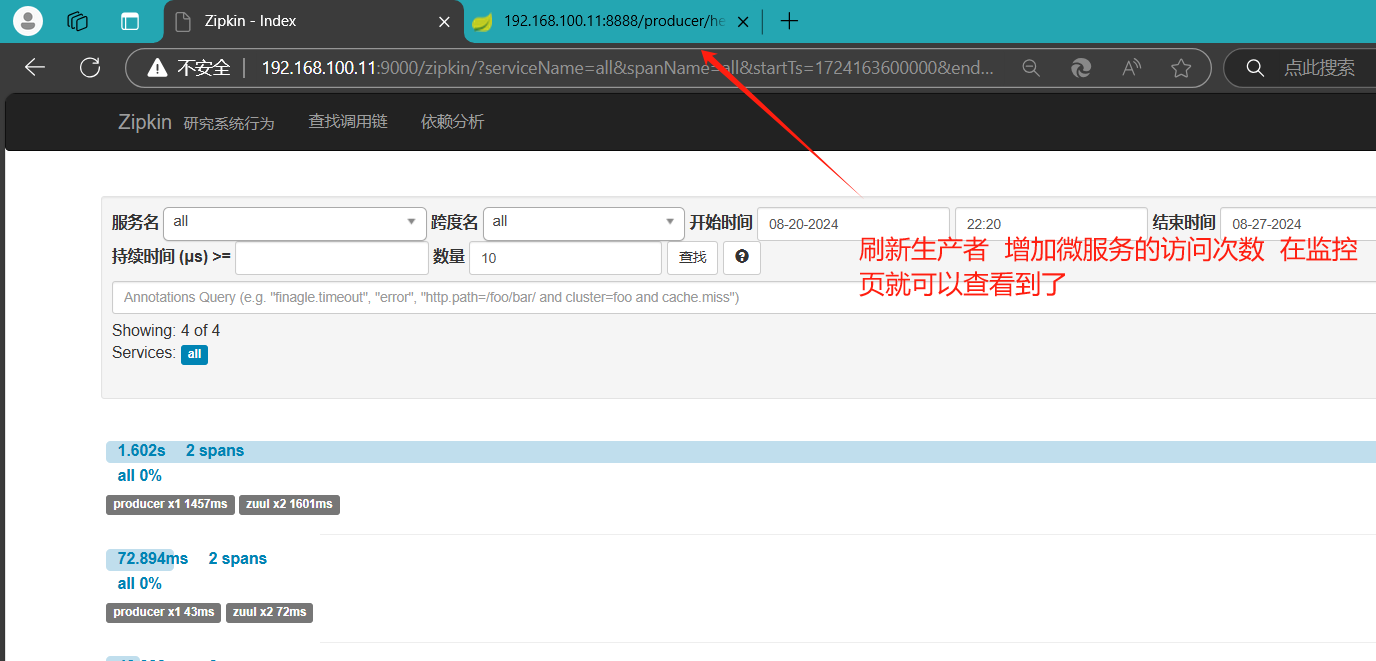 Zipkin - Index
192.168.100.11:8888/producer/he
不安全
192.168.100.11:9000/zipkin/?serviceName=all&spanName=all&startTs=1724163600000&end...
点此搜索
Zipkin 研究系统行为 查找调用链 依赖分析
服务名 all 跨度名 all 开始时间 08-20-2024 22:20 结束时间 08-27-2024
持续时间 (μs) >= 数量 10 查找
刷新生产者 增加微服务的访问次数 在监控
页就可以查看到了
Annotations Query (e.g. "finagle.timeout", "error", "http.path=/foo/bar/ and cluster=foo and cache.miss")
Showing: 4 of 4
Services: all
1.602s 2 spans
all 0%
producer x1 1457ms zuul x2 1601ms
72.894ms 2 spans
all 0%
producer x1 43ms zuul x2 72ms